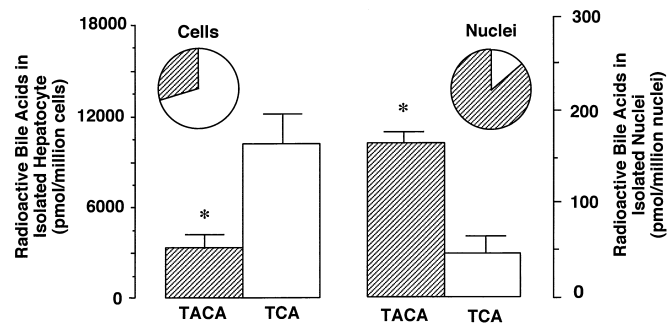 Radioactive Bile Acids in
Isolated Hepatocyte
(pmol/million cells)
18000
12000
6000
0
Cells
*
TACA
TCA
Nuclei
*
TACA
TCA
300
200
100
0
Radioactive Bile Acids in
Isolated Nuclei
(pmol/million nuclei)